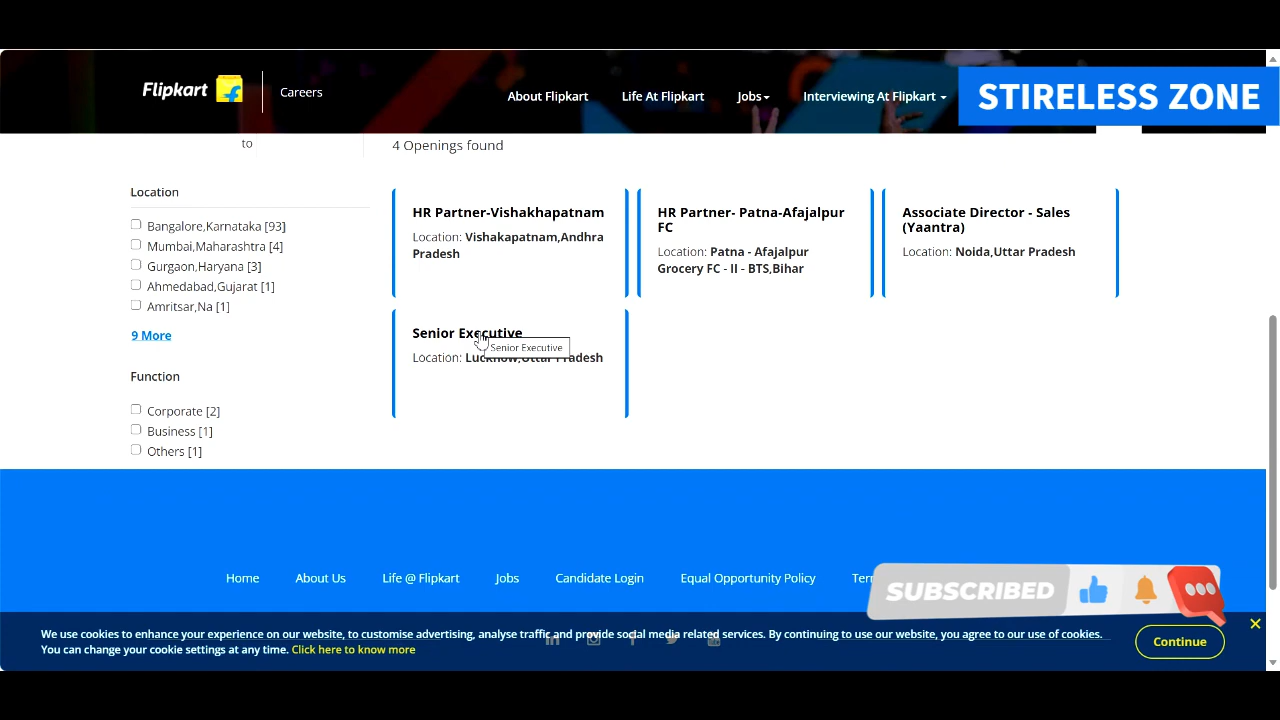 Flipkart
Careers
About Flipkart
Life At Flipkart
Jobs
Interviewing At Flipkart
STIRELESS ZONE
to
4 Openings found
Location
Bangalore,Karnataka [93]
Mumbai,Maharashtra [4]
Gurgaon,Haryana [3]
Ahmedabad,Gujarat [1]
Amritsar,Na [1]
9 More
Function
Corporate [2]
Business [1]
Others [1]
HR Partner-Vishakhapatnam
Location: Vishakapatnam,Andhra
Pradesh
HR Partner- Patna-Afajalpur
FC
Location: Patna - Afajalpur
Grocery FC - II - BTS,Bihar
Associate Director - Sales
(Yaantra)
Location: Noida,Uttar Pradesh
Senior Executive
Senior Executive
Location: Lucknow,Uttar Pradesh
Home
About Us
Life @ Flipkart
Jobs
Candidate Login
Equal Opportunity Policy
SUBSCRIBED
We use cookies to enhance your experience on our website, to customise advertising, analyse traffic and provide social media related services. By continuing to use our website, you agree to our use of cookies.
You can change your cookie settings at any time. Click here to know more
Continue